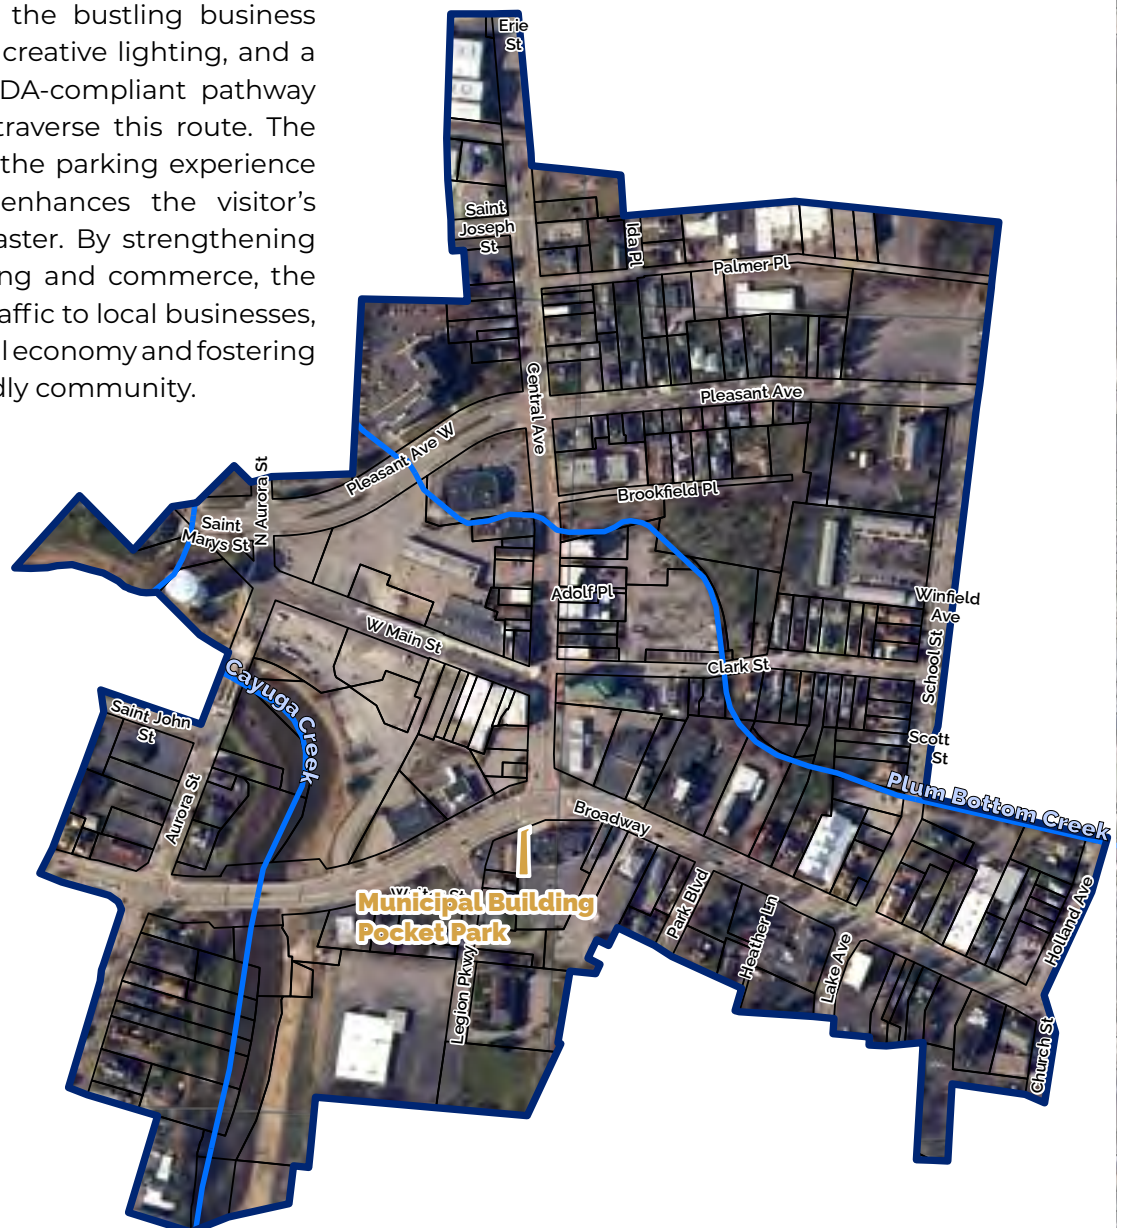 the bustling business
creative lighting, and a
DA-compliant pathway
traverse this route. The
the parking experience
enhances the visitor's
aster. By strengthening
ng and commerce, the
affic to local businesses,
l economy and fostering
dly community.
Erie
St
Saint
Joseph
St
Ida Pl
Palmer Pl
Central Ave
Pleasant Ave
Pleasant Ave W
N Aurora St
Brookfield Pl
Saint
Marys St
Adolf Pl
Winfield
Ave
W Main St
Clark St
School St
Cayuga Creek
Saint John
St
Scott
St
Plum Bottom Creek
Aurora St
Broadway
Municipal Building
Pocket Park
Park Blvd
Heather Ln
Lake Ave
Holland Ave
Legion Pkwy
Church St